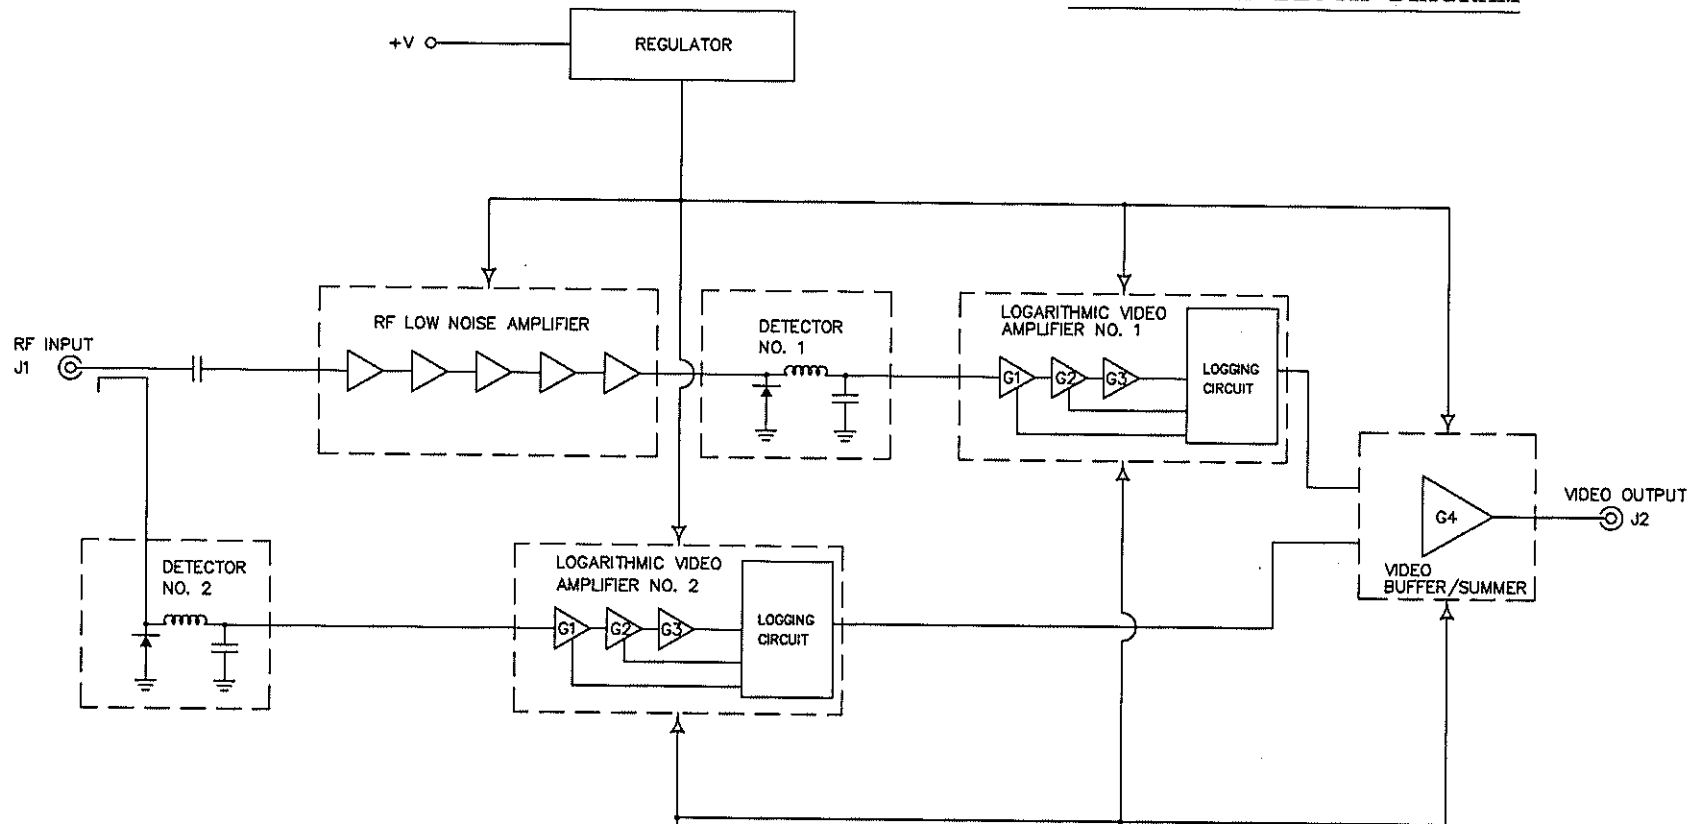 DIAGRAM
+V
REGULATOR
RF LOW NOISE AMPLIFIER
DETECTOR
NO. 1
LOGARITHMIC VIDEO
AMPLIFIER NO. 1
LOGGING
CIRCUIT
G1
G2
G3
RF INPUT
J1
VIDEO OUTPUT
J2
G4
VIDEO
BUFFER/SUMMER
DETECTOR
NO. 2
LOGARITHMIC VIDEO
AMPLIFIER NO. 2
LOGGING
CIRCUIT
G1
G2
G3